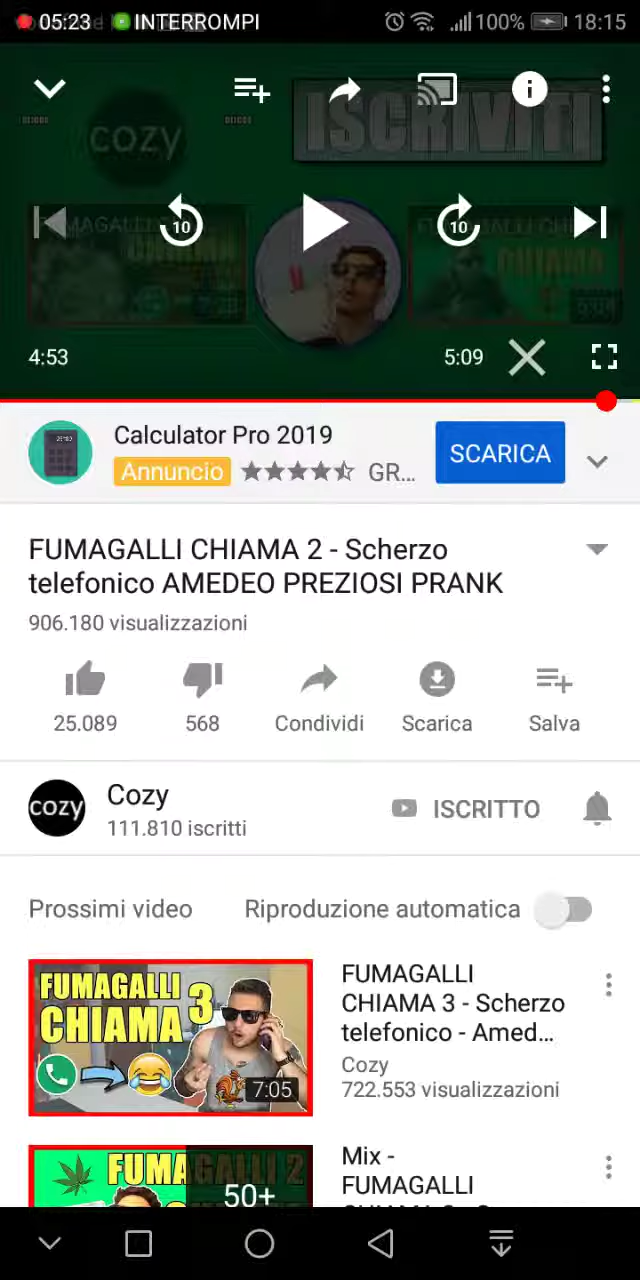 05:23 INTERROMPI 100% 18:15
cozy ISCRIVITI
10 10
4:53 5:09
Calculator Pro 2019
Annuncio GR...
SCARICA
FUMAGALLI CHIAMA 2 - Scherzo
telefonico AMEDEO PREZIOSI PRANK
906.180 visualizzazioni
25.089 568 Condividi Scarica Salva
cozy
Cozy
111.810 iscritti
ISCRITTO
Prossimi video Riproduzione automatica
FUMAGALLI
CHIAMA 3
7:05
FUMAGALLI
CHIAMA 3 - Scherzo
telefonico - Amed...
Cozy
722.553 visualizzazioni
FUMAGALLI 2
50+
Mix -
FUMAGALLI